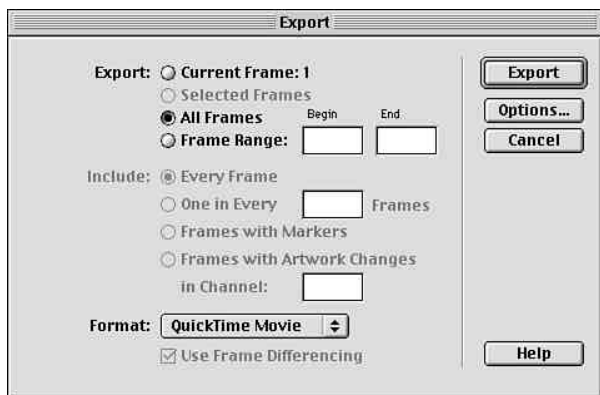 Export
Export: Current Frame: 1
Selected Frames
All Frames
Begin End
Frame Range:
Include: Every Frame
One in Every Frames
Frames with Markers
Frames with Artwork Changes
in Channel:
Format: QuickTime Movie
Use Frame Differencing
Export
Options...
Cancel
Help